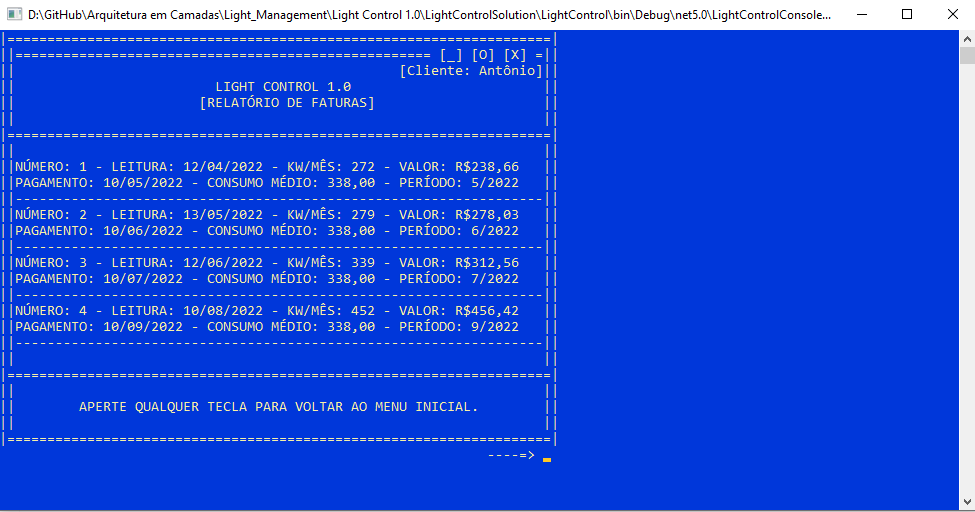 D:\GitHub\Arquitetura em Camadas\Light_Management\Light Control 1.0\LightControlSolution\LightControl\bin\Debug\net5.0\LightControlConsole...
[_] [O] [X]
[Cliente: Antônio]
LIGHT CONTROL 1.0
[RELATÓRIO DE FATURAS]
NÚMERO: 1 - LEITURA: 12/04/2022 - KW/MÊS: 272 - VALOR: R$238,66
PAGAMENTO: 10/05/2022 - CONSUMO MÉDIO: 338,00 - PERÍODO: 5/2022
NÚMERO: 2 - LEITURA: 13/05/2022 - KW/MÊS: 279 - VALOR: R$278,03
PAGAMENTO: 10/06/2022 - CONSUMO MÉDIO: 338,00 - PERÍODO: 6/2022
NÚMERO: 3 - LEITURA: 12/06/2022 - KW/MÊS: 339 - VALOR: R$312,56
PAGAMENTO: 10/07/2022 - CONSUMO MÉDIO: 338,00 - PERÍODO: 7/2022
NÚMERO: 4 - LEITURA: 10/08/2022 - KW/MÊS: 452 - VALOR: R$456,42
PAGAMENTO: 10/09/2022 - CONSUMO MÉDIO: 338,00 - PERÍODO: 9/2022
APERTE QUALQUER TECLA PARA VOLTAR AO MENU INICIAL.
----=>